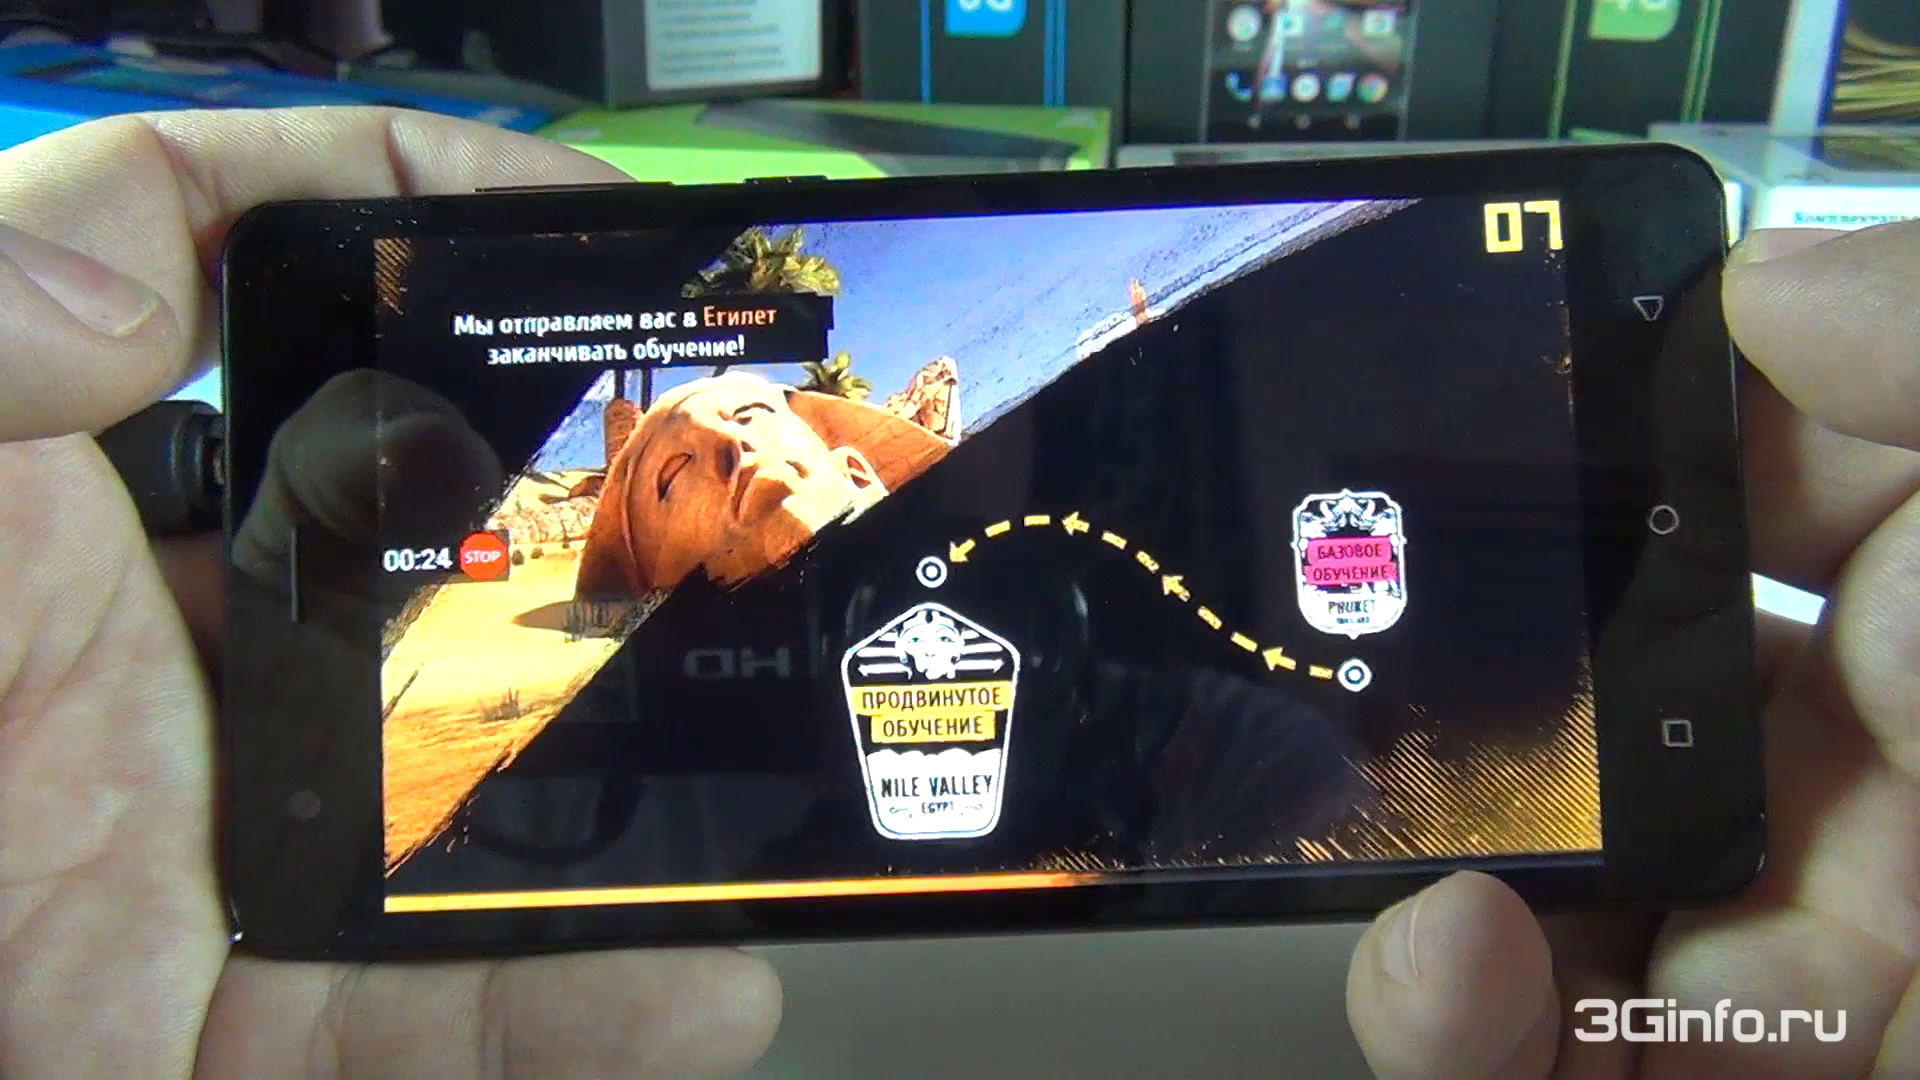 07
Мы отправляем вас в Египет
заканчивать обучение!
00:24 STOP
БАЗОВОЕ
ОБУЧЕНИЕ
PHUKET
ПРОДВИНУТОЕ
ОБУЧЕНИЕ
NILE VALLEY
EGYPT
3Ginfo.ru